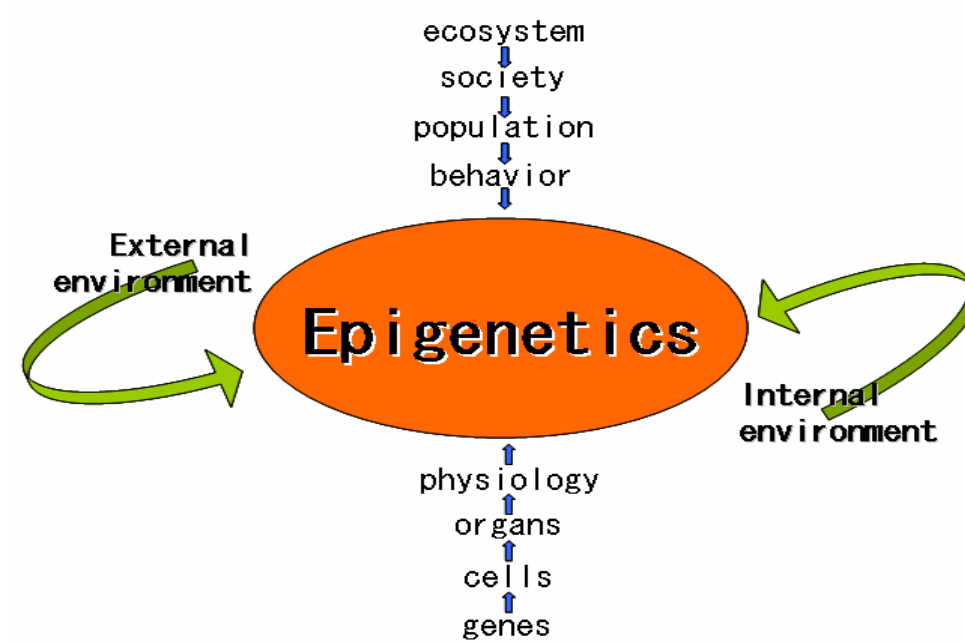 ecosystem
society
population
behavior
External
environment
Epigenetics
Internal
environment
physiology
organs
cells
genes